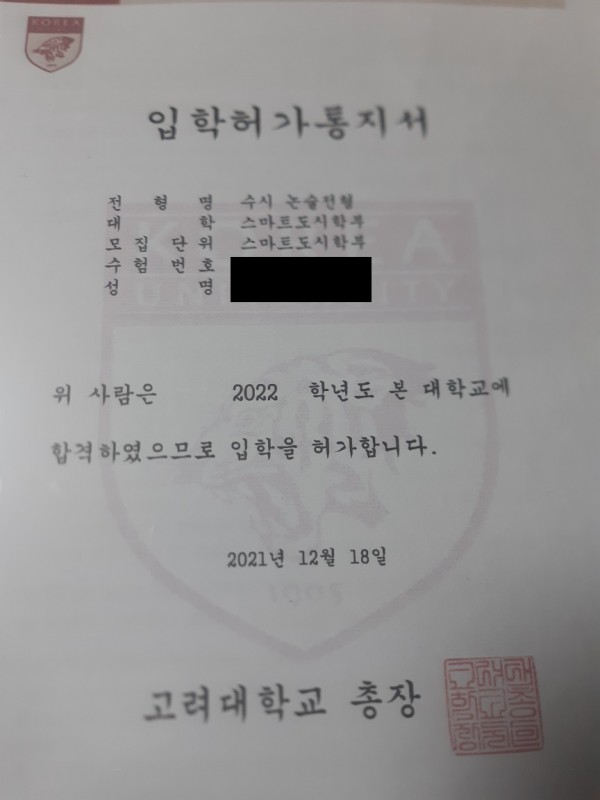 KOREA
입학허가통지서
전 형 명 수시 논술전형
대 학 스마트도시학부
모집단위 스마트도시학부
수험번호
성 명
위 사람은 2022 학년도 본 대학교에
합격하였으므로 입학을 허가합니다.
2021년 12월 18일
고려대학교 총장